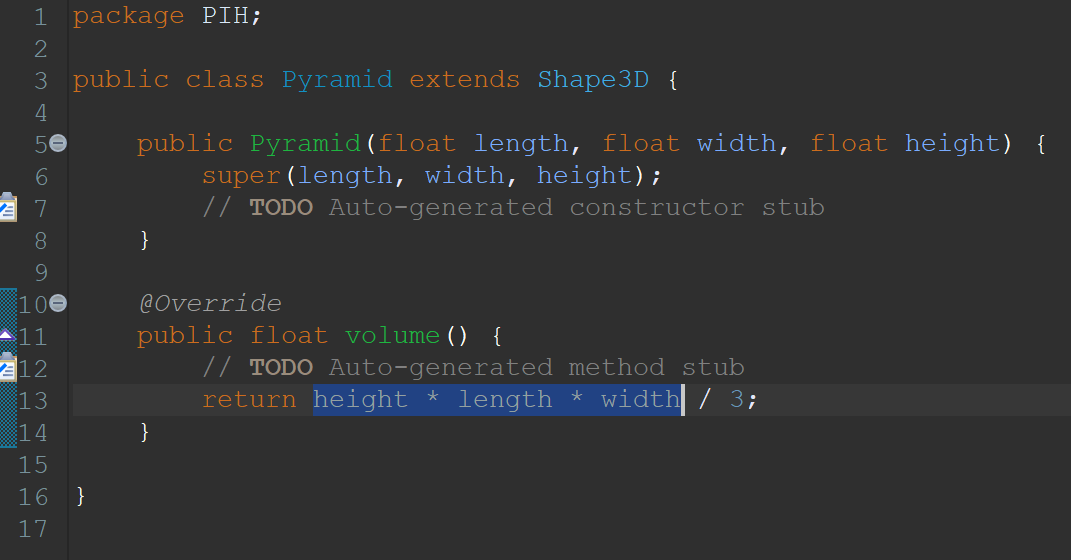 1 package PIH;
2
3 public class Pyramid extends Shape3D {
4
5 public Pyramid(float length, float width, float height) {
6 super(length, width, height);
7 // TODO Auto-generated constructor stub
8 }
9
10 @Override
11 public float volume() {
12 // TODO Auto-generated method stub
13 return height * length * width / 3;
14 }
15
16 }
17